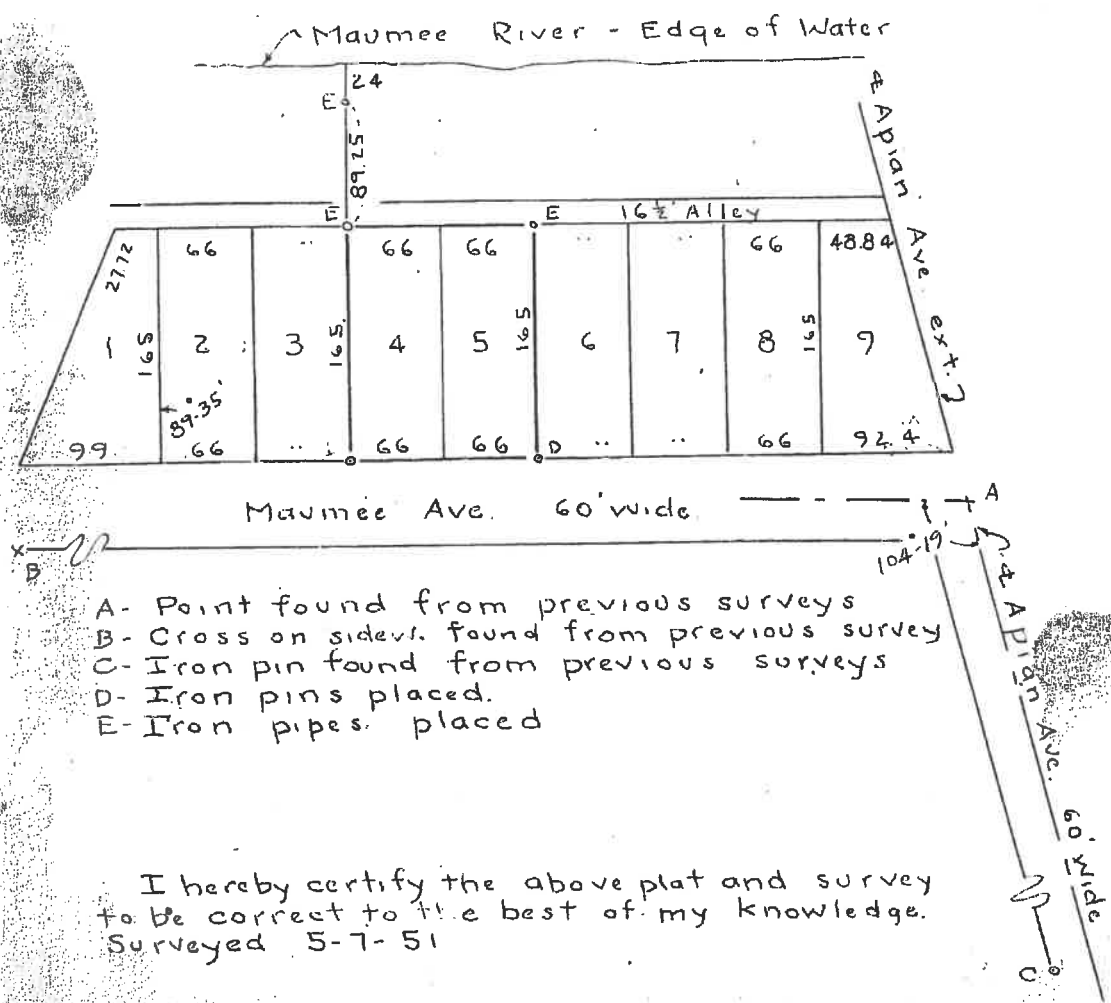 Maumee River - Edge of Water
24
E
89.25
℄ Apian Ave. ext.
E
E 16½' Alley
27.72
66 .. 66 66 .. .. 66 48.84
1 165 2 3 165. 4 5 165 6 7 8 165 9
89°-35'
99. 66 .. 66 66 D .. .. 66 92.4
Maumee Ave. 60' wide
A
B
104°-19'
℄ Apian Ave. 60' wide
A- Point found from previous surveys
B- Cross on sidew. found from previous survey
C- Iron pin found from previous surveys
D- Iron pins placed.
E- Iron pipes. placed
I hereby certify the above plat and survey
to be correct to the best of my knowledge.
Surveyed 5-7-51
C